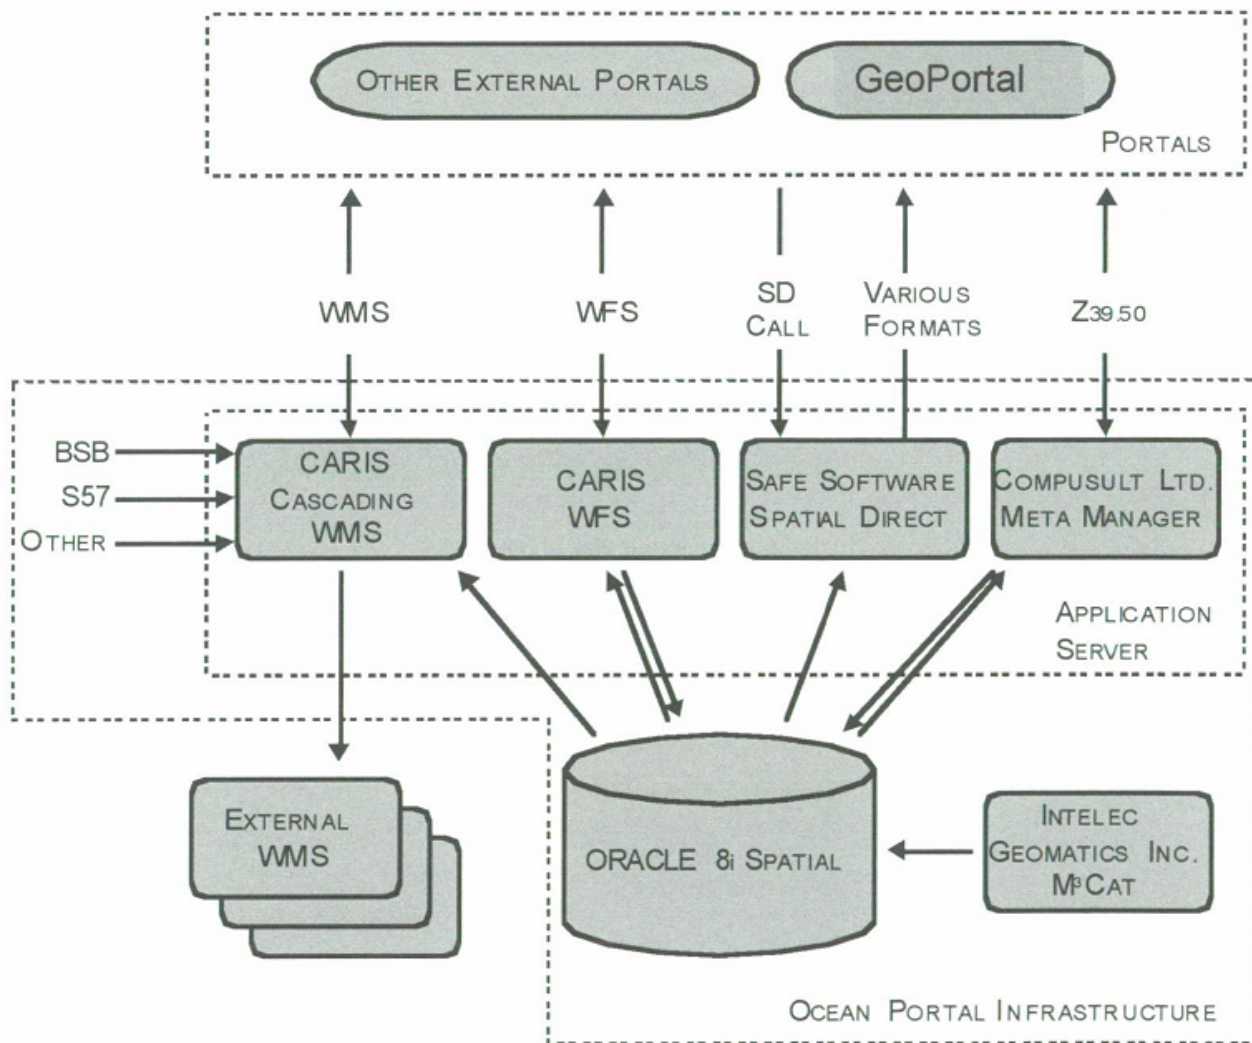 OTHER EXTERNAL PORTALS
GeoPortal
PORTALS
WMS
WFS
SD
CALL
VARIOUS
FORMATS
Z39.50
BSB
S57
OTHER
CARIS
CASCADING
WMS
CARIS
WFS
SAFE SOFTWARE
SPATIAL DIRECT
COMPUSULT LTD.
META MANAGER
APPLICATION
SERVER
EXTERNAL
WMS
ORACLE 8i SPATIAL
INTELEC
GEOMATICS INC.
M³CAT
OCEAN PORTAL INFRASTRUCTURE